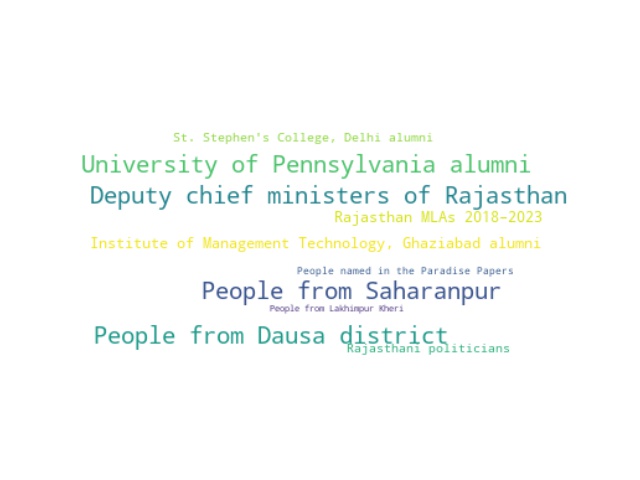 St. Stephen's College, Delhi alumni
University of Pennsylvania alumni
Deputy chief ministers of Rajasthan
Rajasthan MLAs 2018–2023
Institute of Management Technology, Ghaziabad alumni
People named in the Paradise Papers
People from Saharanpur
People from Lakhimpur Kheri
People from Dausa district
Rajasthani politicians